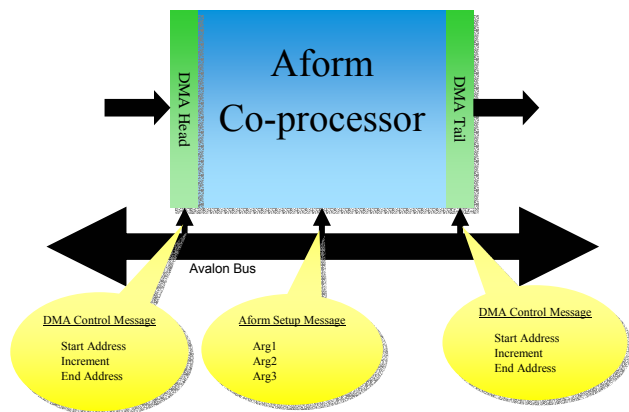 DMA Head
Aform
Co-processor
DMA Tail
Avalon Bus
DMA Control Message
Start Address
Increment
End Address
Aform Setup Message
Arg1
Arg2
Arg3
DMA Control Message
Start Address
Increment
End Address